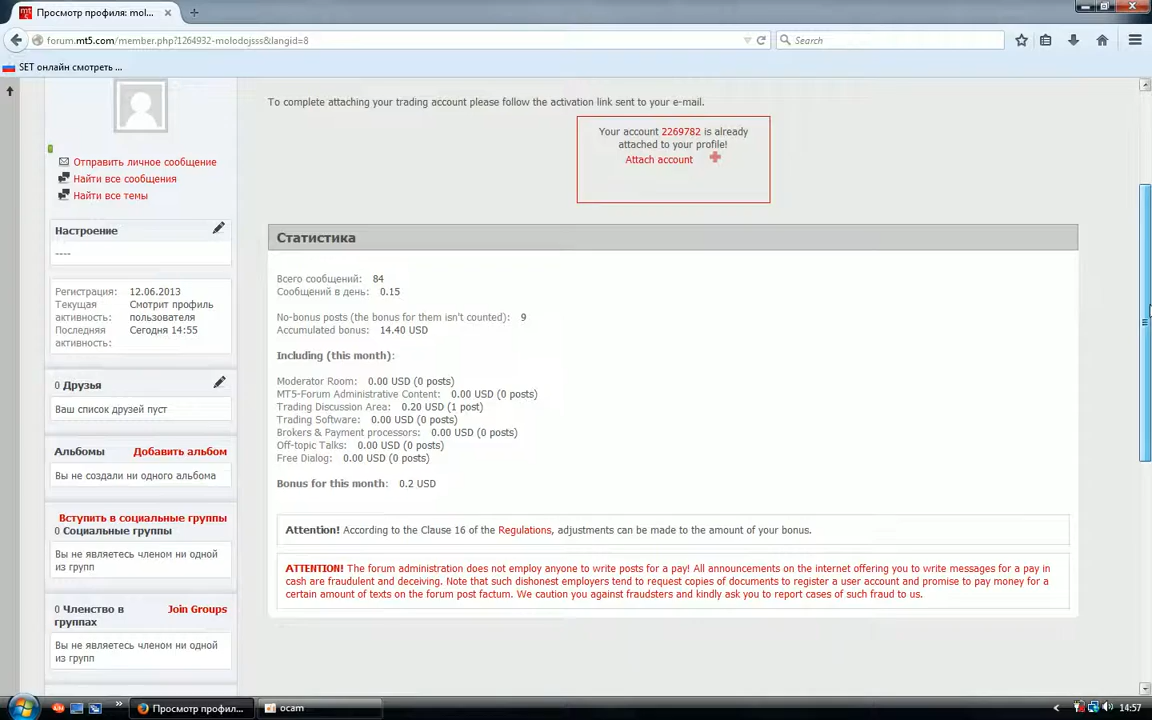 Просмотр профиля: mol...
forum.mt5.com/member.php?1264932-molodojsss&langid=8
Search
SET онлайн смотреть ...
Отправить личное сообщение
Найти все сообщения
Найти все темы
Настроение
----
Регистрация: 12.06.2013
Текущая активность: Смотрит профиль пользователя
Последняя активность: Сегодня 14:55
0 Друзья
Ваш список друзей пуст
Альбомы Добавить альбом
Вы не создали ни одного альбома
Вступить в социальные группы
0 Социальные группы
Вы не являетесь членом ни одной
из групп
0 Членство в группах Join Groups
Вы не являетесь членом ни одной
из групп
To complete attaching your trading account please follow the activation link sent to your e-mail.
Your account 2269782 is already
attached to your profile!
Attach account
Статистика
Всего сообщений: 84
Сообщений в день: 0.15
No-bonus posts (the bonus for them isn't counted): 9
Accumulated bonus: 14.40 USD
Including (this month):
Moderator Room: 0.00 USD (0 posts)
MT5-Forum Administrative Content: 0.00 USD (0 posts)
Trading Discussion Area: 0.20 USD (1 post)
Trading Software: 0.00 USD (0 posts)
Brokers & Payment processors: 0.00 USD (0 posts)
Off-topic Talks: 0.00 USD (0 posts)
Free Dialog: 0.00 USD (0 posts)
Bonus for this month: 0.2 USD
Attention! According to the Clause 16 of the Regulations, adjustments can be made to the amount of your bonus.
ATTENTION! The forum administration does not employ anyone to write posts for a pay! All announcements on the internet offering you to write messages for a pay in
cash are fraudulent and deceiving. Note that such dishonest employers tend to request copies of documents to register a user account and promise to pay money for a
certain amount of texts on the forum post factum. We caution you against fraudsters and kindly ask you to report cases of such fraud to us.
Просмотр профил...
ocam
14:57